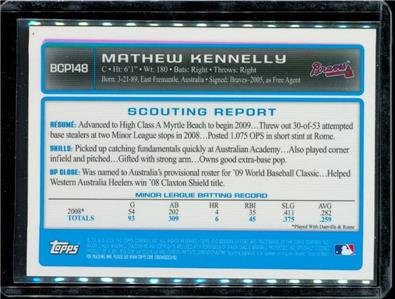 BCP148
MATHEW KENNELLY
C • Ht: 6'1" • Wt: 180 • Bats: Right • Throws: Right
Born: 3-21-89, East Fremantle, Australia • Signed: Braves–2005, as Free Agent
Braves
SCOUTING REPORT
RÉSUMÉ: Advanced to High Class A Myrtle Beach to begin 2009...Threw out 30-of-53 attempted
base stealers at two Minor League stops in 2008...Posted 1.075 OPS in short stint at Rome.
SKILLS: Picked up catching fundamentals quickly at Australian Academy...Also played corner
infield and pitched...Gifted with strong arm...Owns good extra-base pop.
UP CLOSE: Was named to Australia's provisional roster for '09 World Baseball Classic...Helped
Western Australia Heelers win '08 Claxton Shield title.
MINOR LEAGUE BATTING RECORD
G AB HR RBI SLG. AVG.
2008* 54 202 4 35 .411 .282
TOTALS 93 309 6 45 .375 .259
*Played With Danville & Rome
Topps